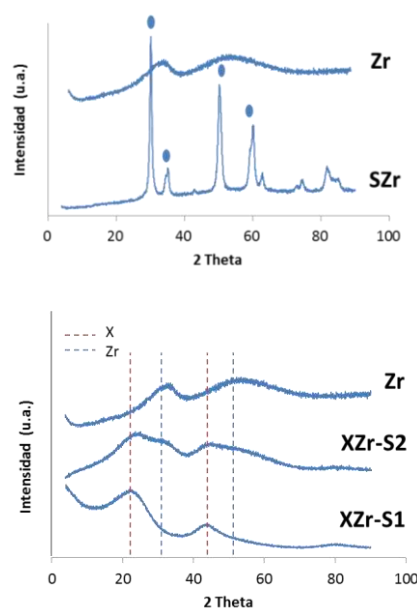 Intensidad (u.a.)
Zr
SZr
0 20 40 60 80 100
2 Theta
X
Zr
Intensidad (u.a.)
Zr
XZr-S2
XZr-S1
0 20 40 60 80 100
2 Theta